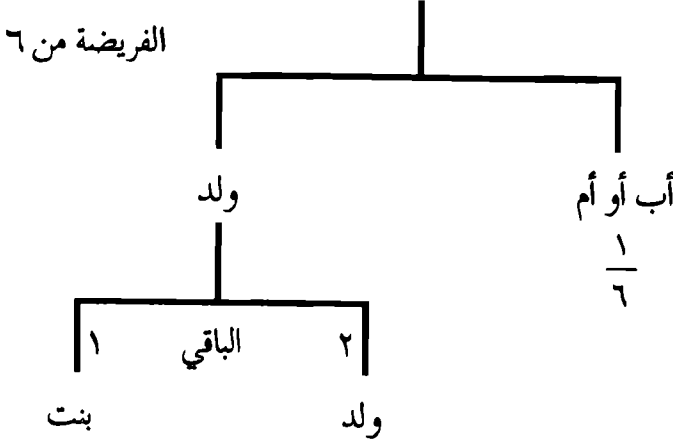 الفريضة من ٦
أب أو أم
ولد
١
٦
٢
الباقي
١
ولد
بنت